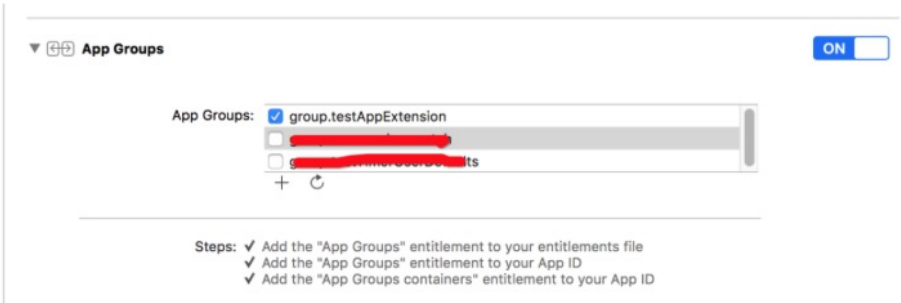 App Groups
ON
App Groups: group.testAppExtension
Steps: ✓ Add the "App Groups" entitlement to your entitlements file
✓ Add the "App Groups" entitlement to your App ID
✓ Add the "App Groups containers" entitlement to your App ID